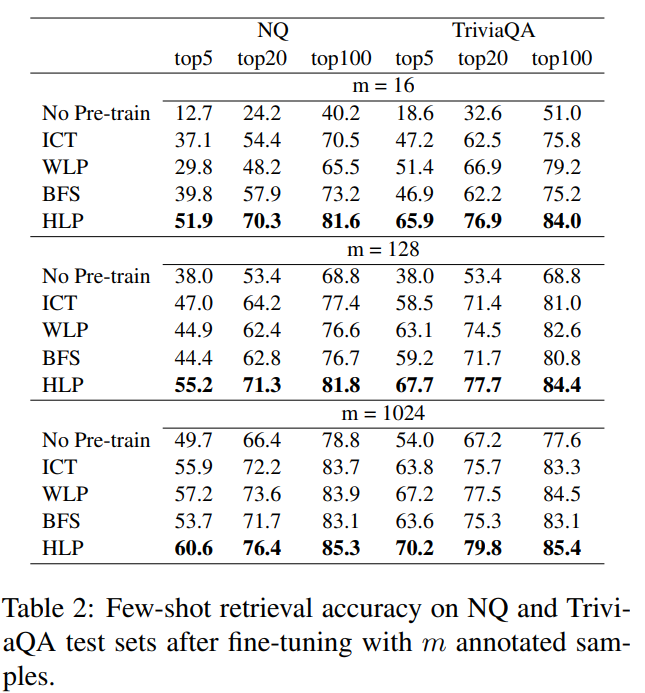 NQ TriviaQA
top5 top20 top100 top5 top20 top100
m = 16
No Pre-train 12.7 24.2 40.2 18.6 32.6 51.0
ICT 37.1 54.4 70.5 47.2 62.5 75.8
WLP 29.8 48.2 65.5 51.4 66.9 79.2
BFS 39.8 57.9 73.2 46.9 62.2 75.2
HLP 51.9 70.3 81.6 65.9 76.9 84.0
m = 128
No Pre-train 38.0 53.4 68.8 38.0 53.4 68.8
ICT 47.0 64.2 77.4 58.5 71.4 81.0
WLP 44.9 62.4 76.6 63.1 74.5 82.6
BFS 44.4 62.8 76.7 59.2 71.7 80.8
HLP 55.2 71.3 81.8 67.7 77.7 84.4
m = 1024
No Pre-train 49.7 66.4 78.8 54.0 67.2 77.6
ICT 55.9 72.2 83.7 63.8 75.7 83.3
WLP 57.2 73.6 83.9 67.2 77.5 84.5
BFS 53.7 71.7 83.1 63.6 75.3 83.1
HLP 60.6 76.4 85.3 70.2 79.8 85.4
Table 2: Few-shot retrieval accuracy on NQ and Trivi-
aQA test sets after fine-tuning with m annotated sam-
ples.